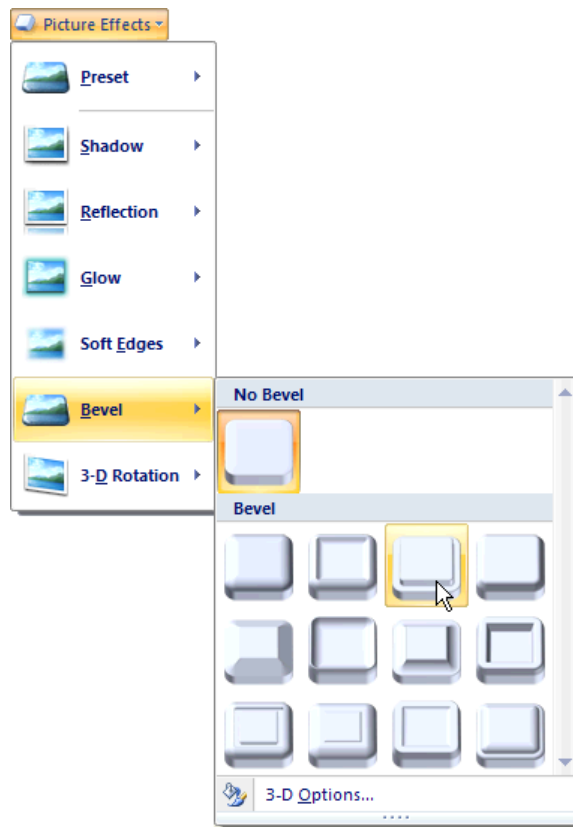 Picture Effects
Preset
Shadow
Reflection
Glow
Soft Edges
Bevel
3-D Rotation
No Bevel
Bevel
3-D Options...